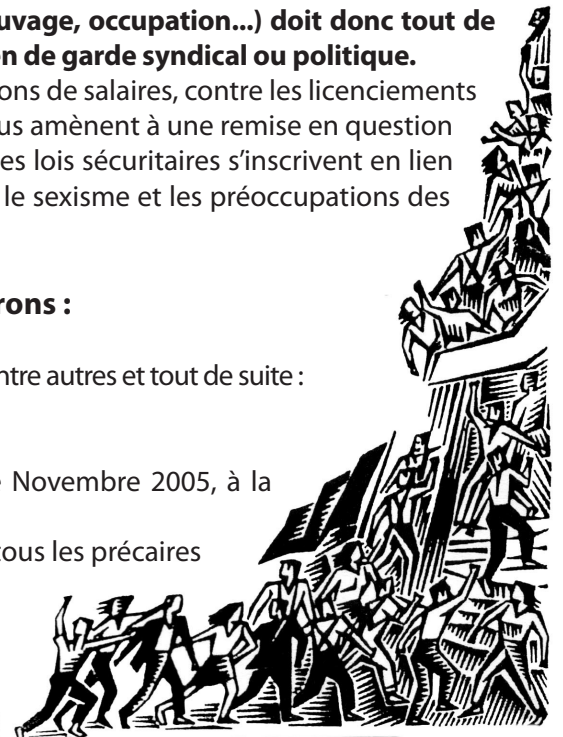 uvage, occupation...) doit donc tout de
on de garde syndical ou politique.
ons de salaires, contre les licenciements
us amènent à une remise en question
es lois sécuritaires s’inscrivent en lien
le sexisme et les préoccupations des
rons :
ntre autres et tout de suite :
Novembre 2005, à la
tous les précaires